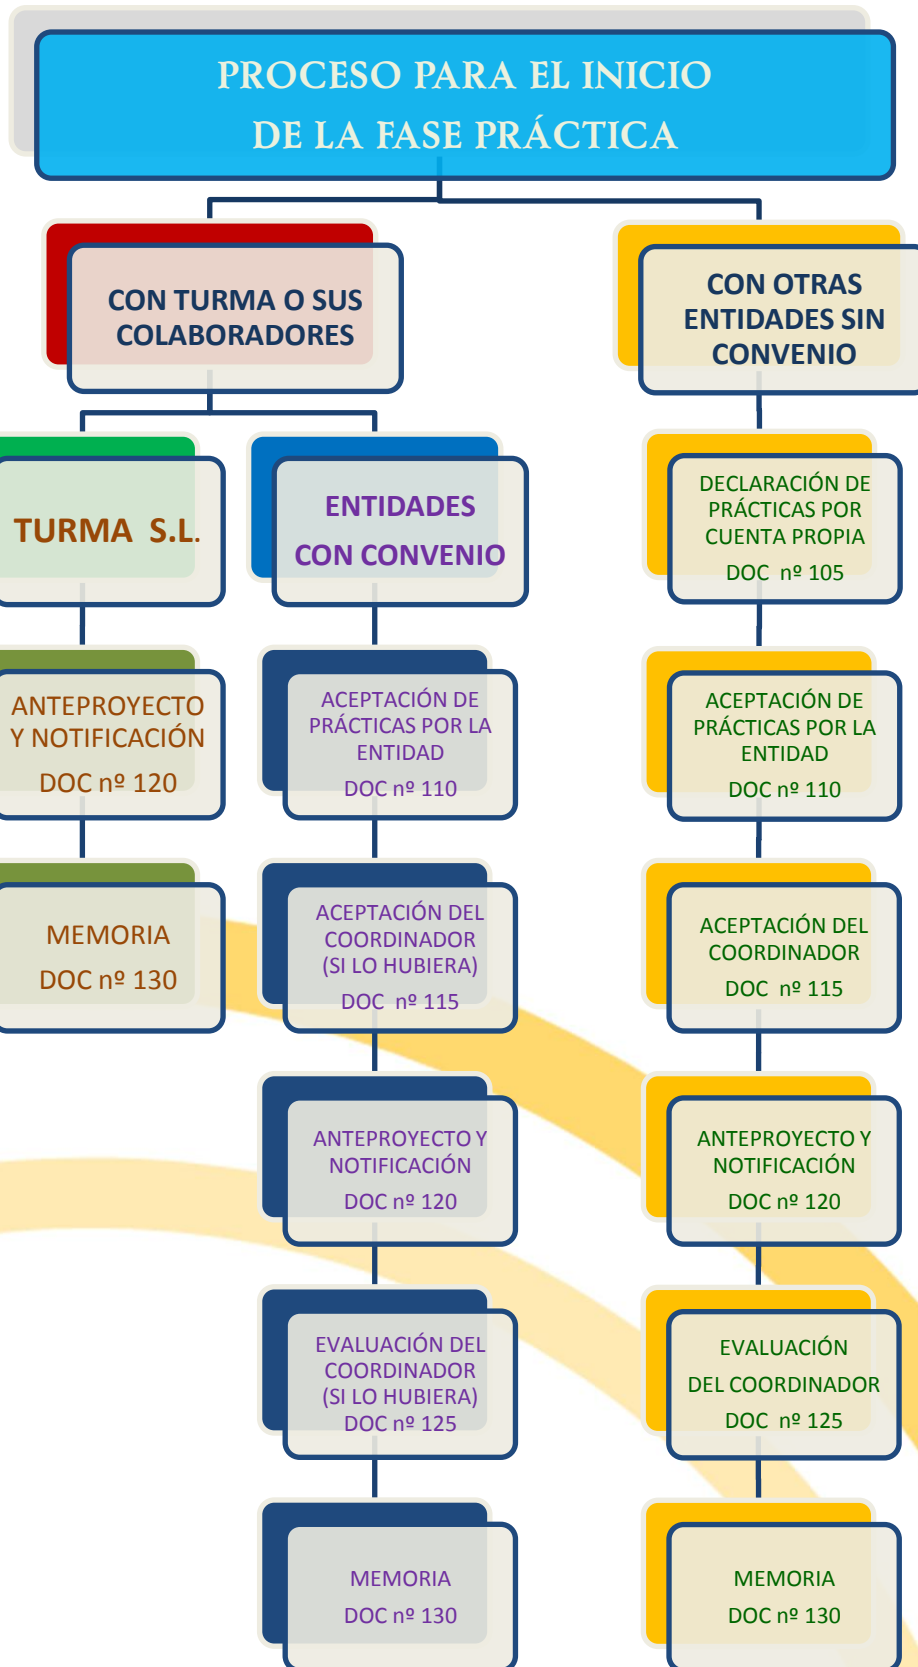 PROCESO PARA EL INICIO
DE LA FASE PRÁCTICA
CON TURMA O SUS
COLABORADORES
CON OTRAS
ENTIDADES SIN
CONVENIO
TURMA S.L.
ENTIDADES
CON CONVENIO
DECLARACIÓN DE
PRÁCTICAS POR
CUENTA PROPIA
DOC nº 105
ANTEPROYECTO
Y NOTIFICACIÓN
DOC nº 120
ACEPTACIÓN DE
PRÁCTICAS POR LA
ENTIDAD
DOC nº 110
ACEPTACIÓN DE
PRÁCTICAS POR LA
ENTIDAD
DOC nº 110
MEMORIA
DOC nº 130
ACEPTACIÓN DEL
COORDINADOR
(SI LO HUBIERA)
DOC nº 115
ACEPTACIÓN DEL
COORDINADOR
DOC nº 115
ANTEPROYECTO Y
NOTIFICACIÓN
DOC nº 120
ANTEPROYECTO Y
NOTIFICACIÓN
DOC nº 120
EVALUACIÓN DEL
COORDINADOR
(SI LO HUBIERA)
DOC nº 125
EVALUACIÓN
DEL COORDINADOR
DOC nº 125
MEMORIA
DOC nº 130
MEMORIA
DOC nº 130